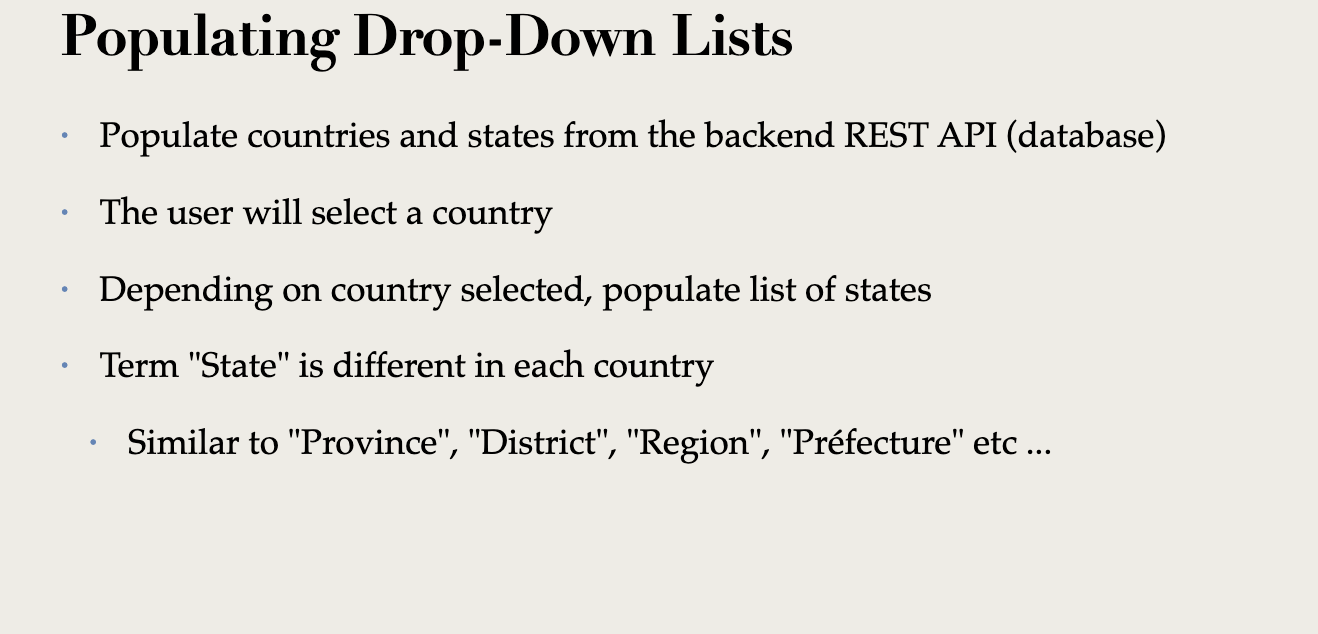 Populating Drop-Down Lists
• Populate countries and states from the backend REST API (database)
• The user will select a country
• Depending on country selected, populate list of states
• Term "State" is different in each country
• Similar to "Province", "District", "Region", "Préfecture" etc ...